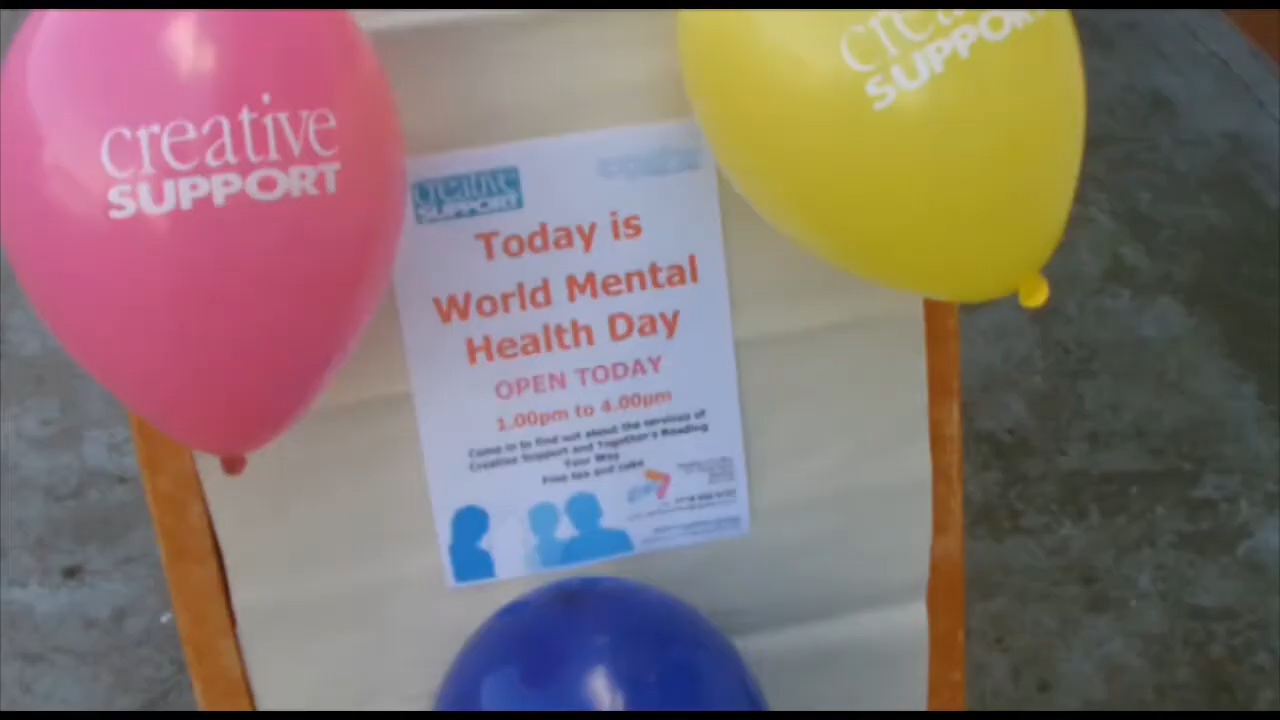 creative
SUPPORT
creative
SUPPORT
creative
SUPPORT
Today is
World Mental
Health Day
OPEN TODAY
1.00pm to 4.00pm
Come in to find out about the services of
Creative Support and Together's Reading
Your Way
Free tea and cake